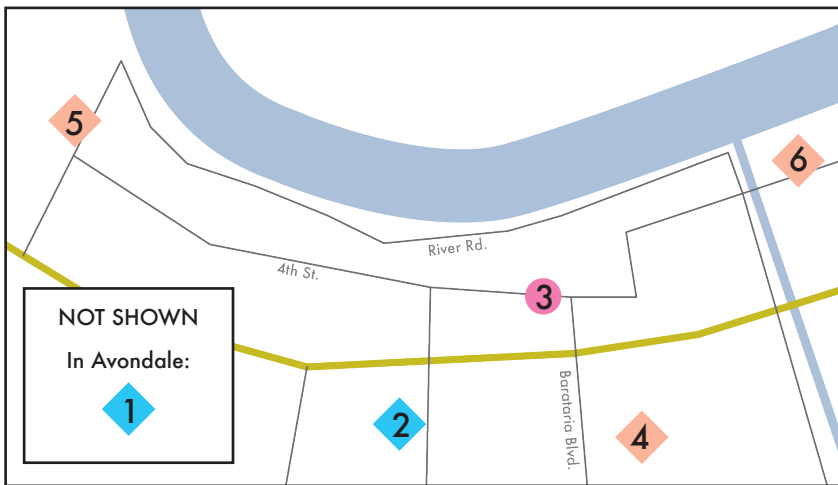 5
6
River Rd.
4th St.
3
NOT SHOWN
In Avondale:
1
2
Barataria Blvd.
4